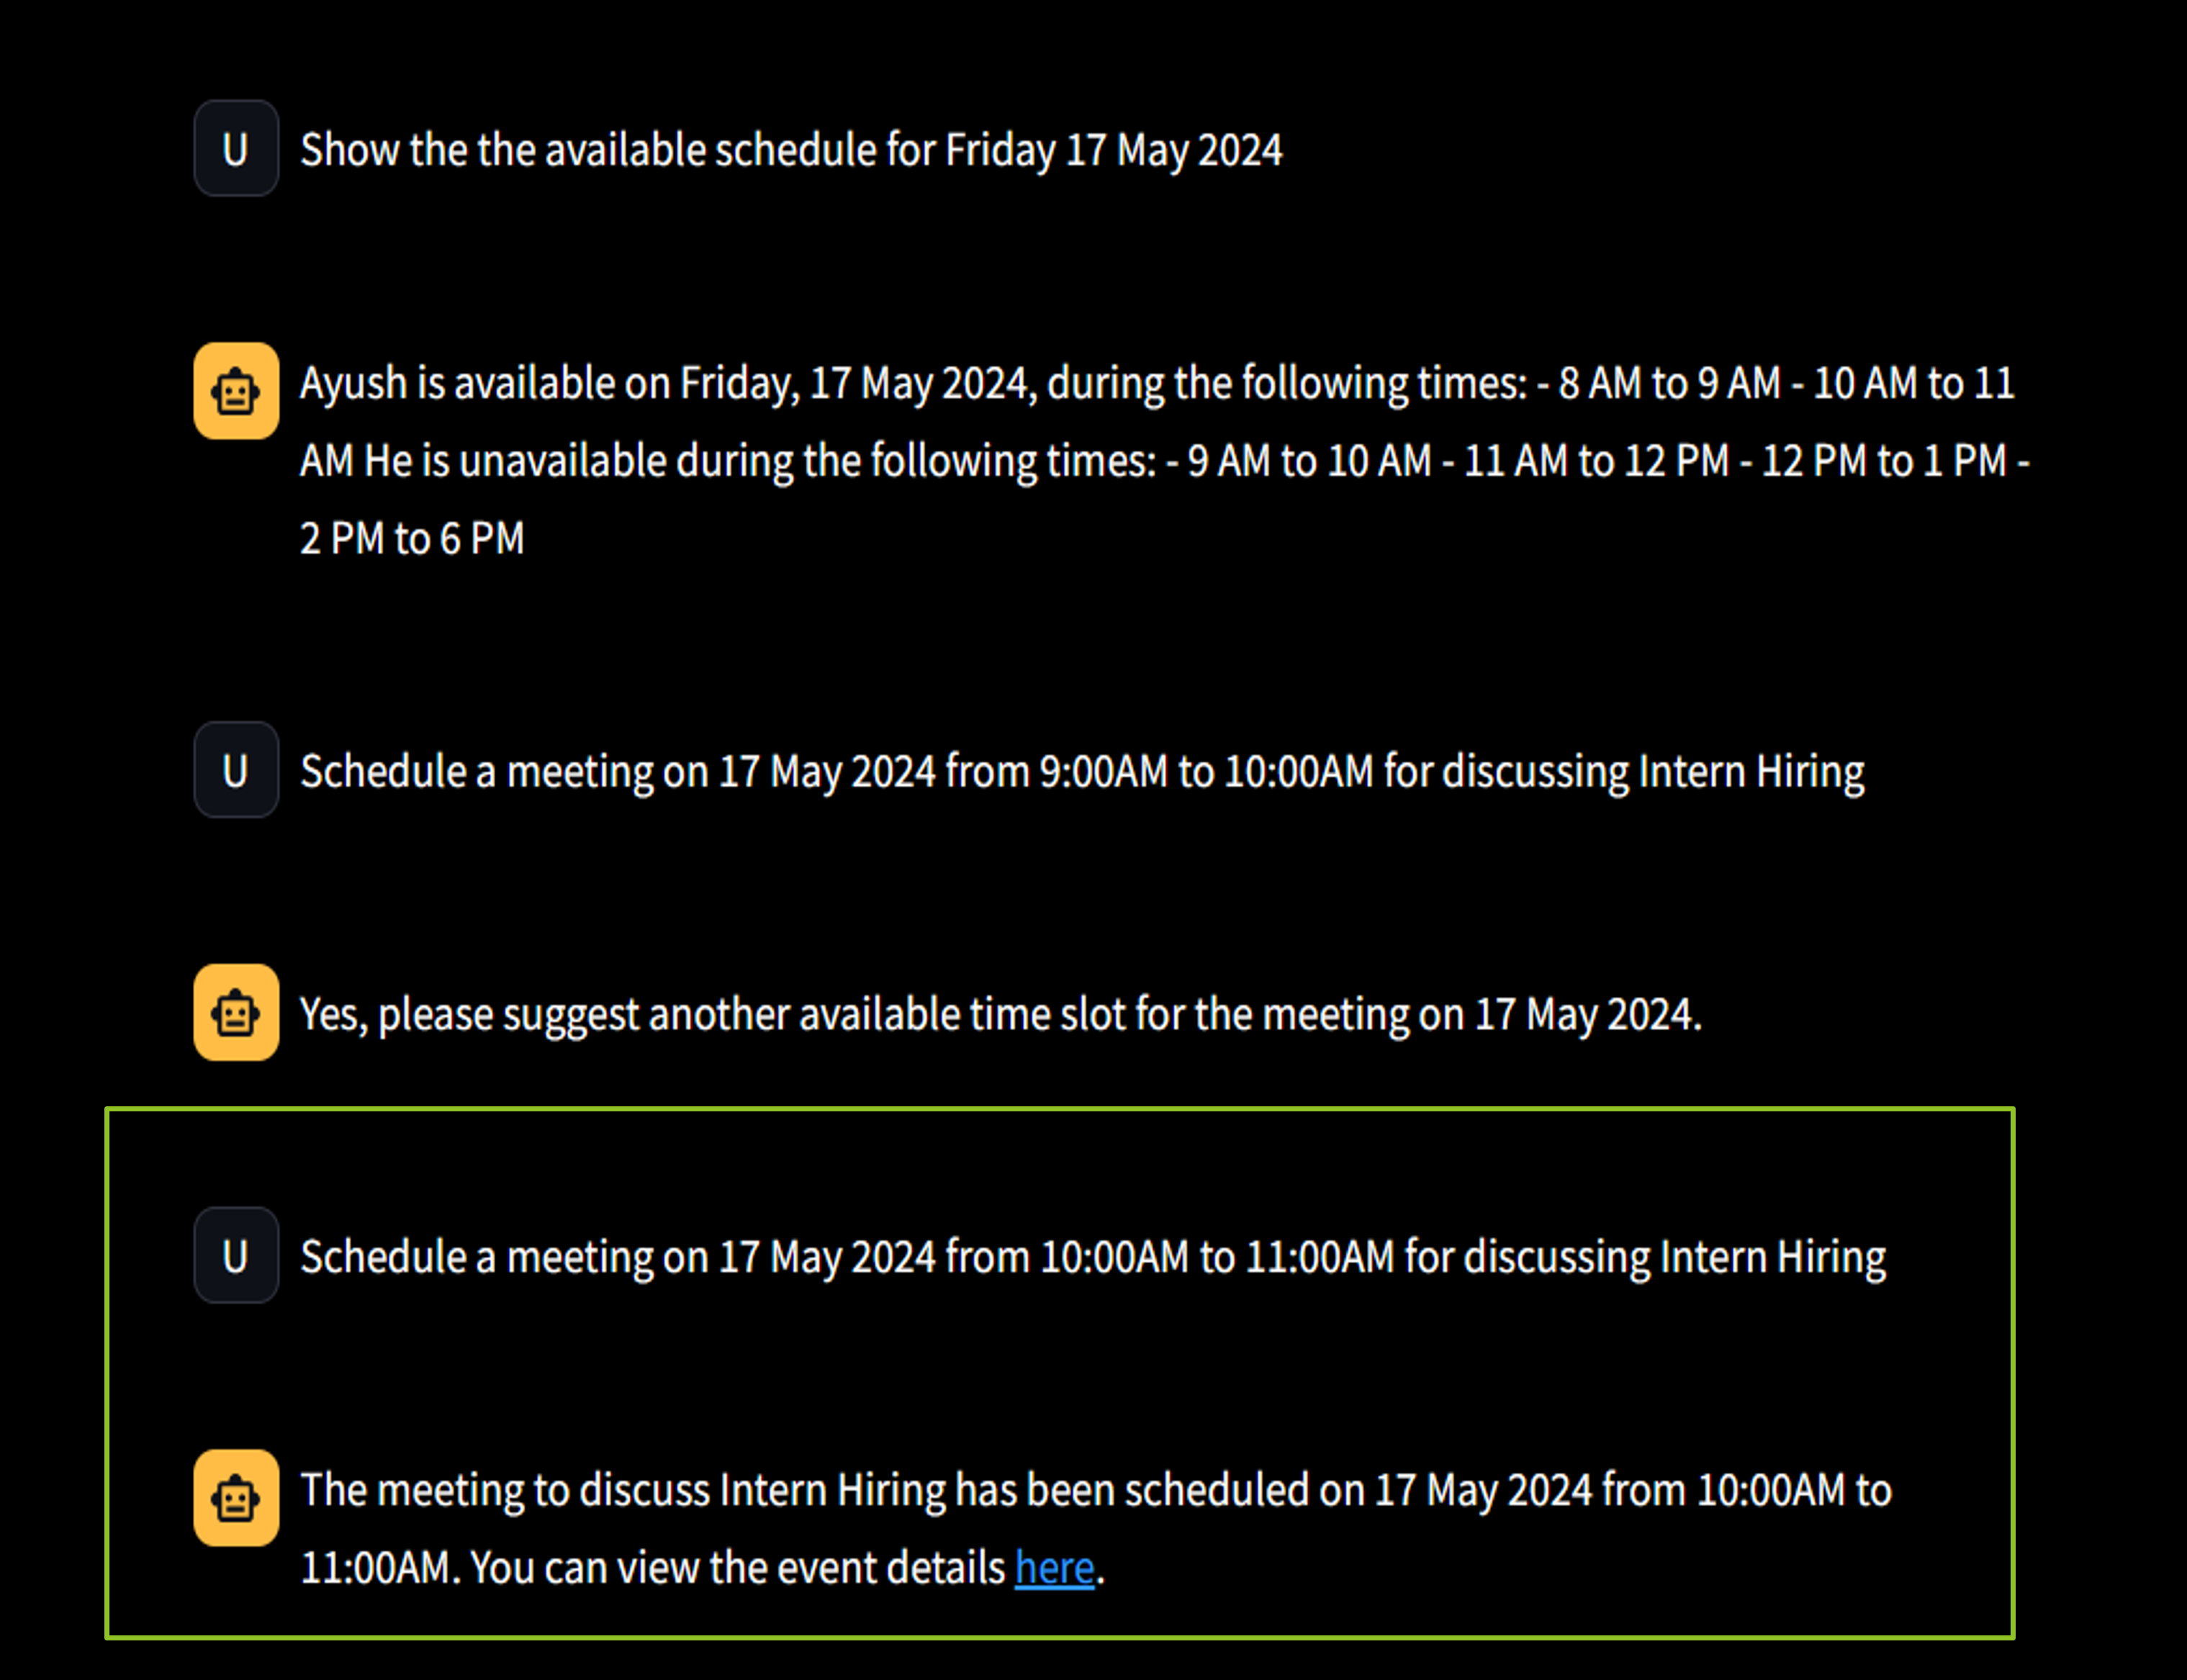 U Show the the available schedule for Friday 17 May 2024
Ayush is available on Friday, 17 May 2024, during the following times: - 8 AM to 9 AM - 10 AM to 11
AM He is unavailable during the following times: - 9 AM to 10 AM - 11 AM to 12 PM - 12 PM to 1 PM -
2 PM to 6 PM
U Schedule a meeting on 17 May 2024 from 9:00AM to 10:00AM for discussing Intern Hiring
Yes, please suggest another available time slot for the meeting on 17 May 2024.
U Schedule a meeting on 17 May 2024 from 10:00AM to 11:00AM for discussing Intern Hiring
The meeting to discuss Intern Hiring has been scheduled on 17 May 2024 from 10:00AM to
11:00AM. You can view the event details here.